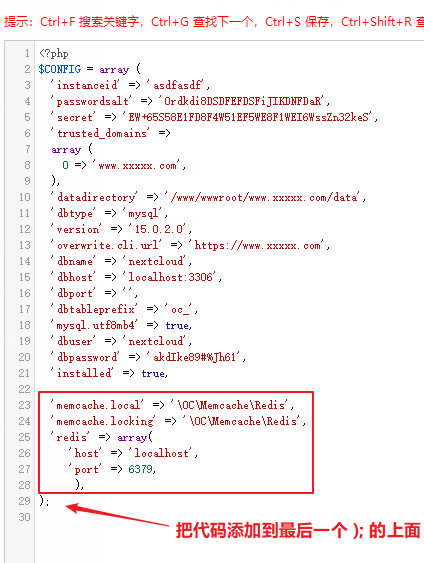 提示：Ctrl+F 搜索关键字，Ctrl+G 查找下一个，Ctrl+S 保存，Ctrl+Shift+R 查
1 <?php
2 $CONFIG = array (
3 'instanceid' => 'asdfasdf',
4 'passwordsalt' => 'Ordkdi8DSDFEFDSFiJIKDNFDaR',
5 'secret' => 'EW+65S58E1FD8F4W51EF5WE8F1WEI6WssZn32keS',
6 'trusted_domains' =>
7 array (
8 0 => 'www.xxxxx.com',
9 ),
10 'datadirectory' => '/www/wwwroot/www.xxxxx.com/data',
11 'dbtype' => 'mysql',
12 'version' => '15.0.2.0',
13 'overwrite.cli.url' => 'https://www.xxxxx.com',
14 'dbname' => 'nextcloud',
15 'dbhost' => 'localhost:3306',
16 'dbport' => '',
17 'dbtableprefix' => 'oc_',
18 'mysql.utf8mb4' => true,
19 'dbuser' => 'nextcloud',
20 'dbpassword' => 'akdIke89#%Jh61',
21 'installed' => true,
22
23 'memcache.local' => '\OC\Memcache\Redis',
24 'memcache.locking' => '\OC\Memcache\Redis',
25 'redis' => array(
26 'host' => 'localhost',
27 'port' => 6379,
28 ),
29 );
30
把代码添加到最后一个 ); 的上面